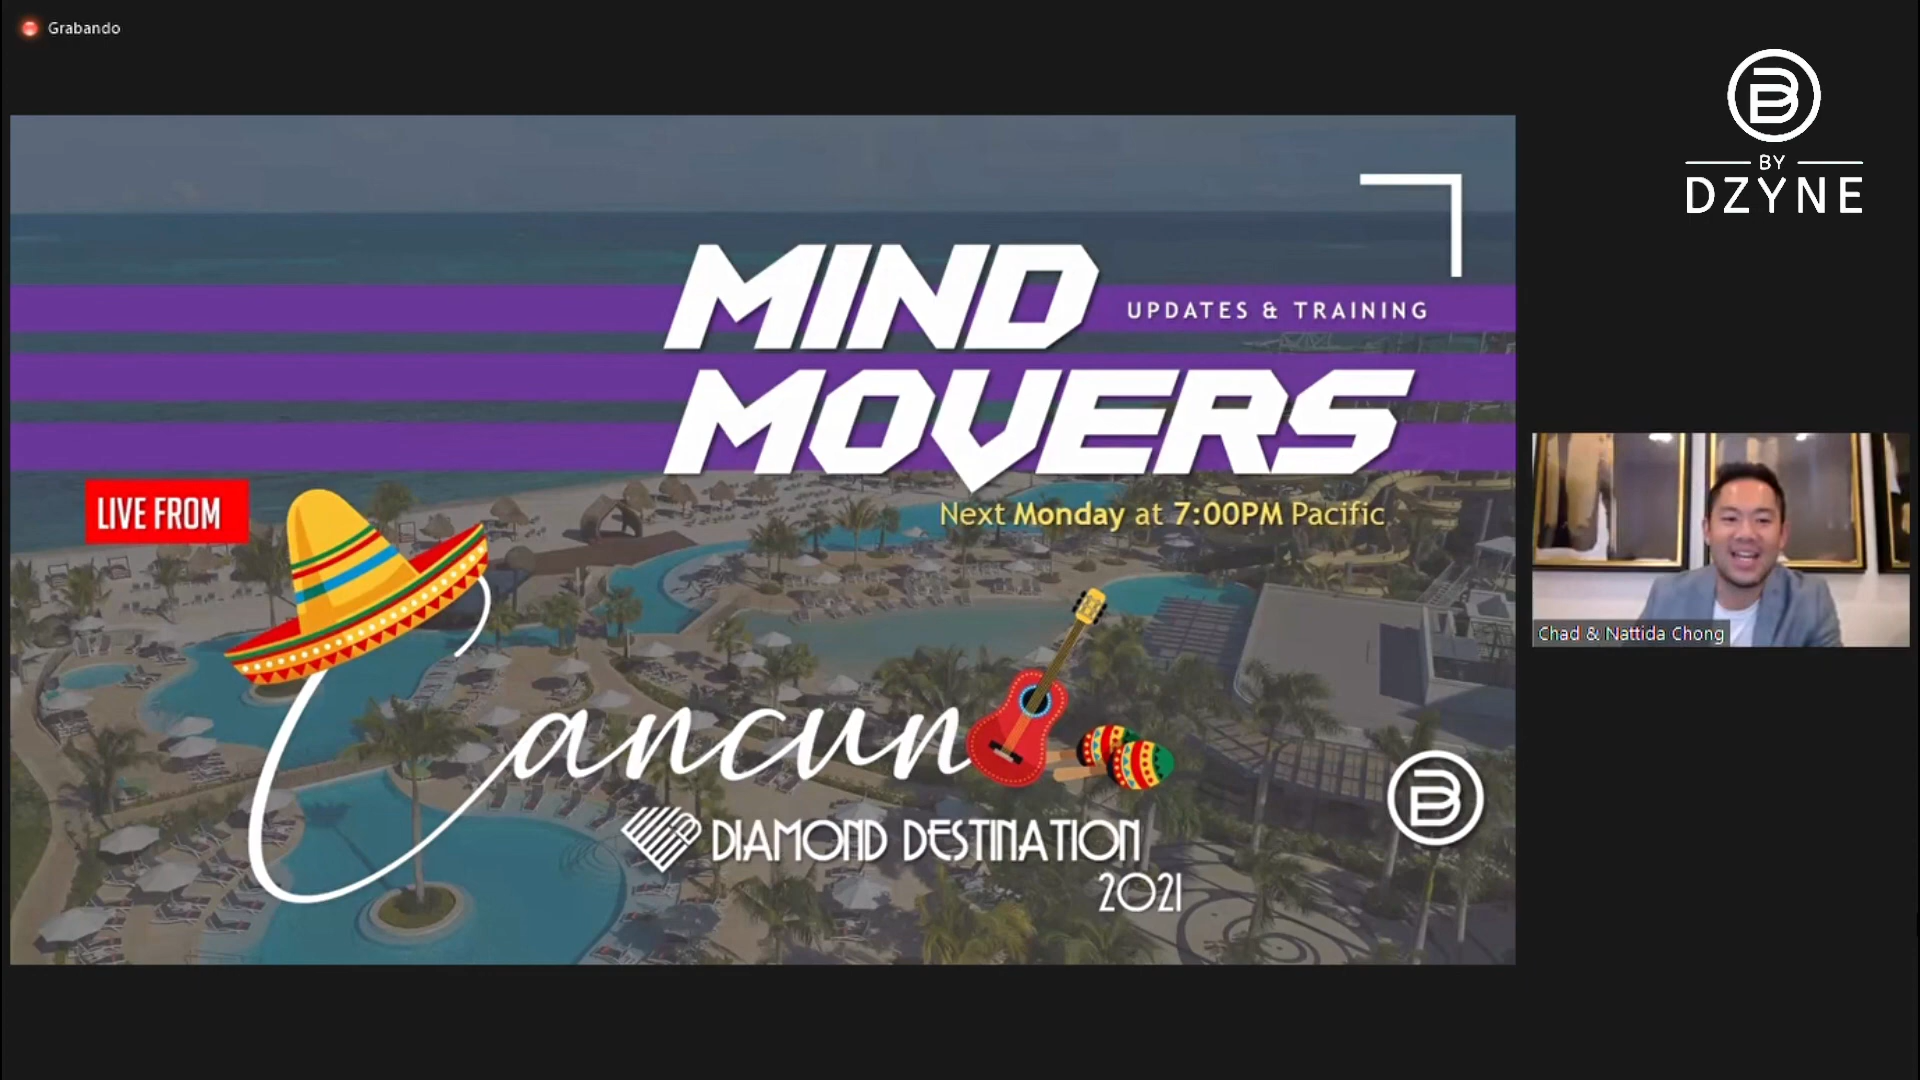 Grabando
B
BY
DZYNE
MIND
UPDATES & TRAINING
MOVERS
Next Monday at 7:00PM Pacific
LIVE FROM
Cancun
DIAMOND DESTINATION
2021
B
Chad & Nattida Chong